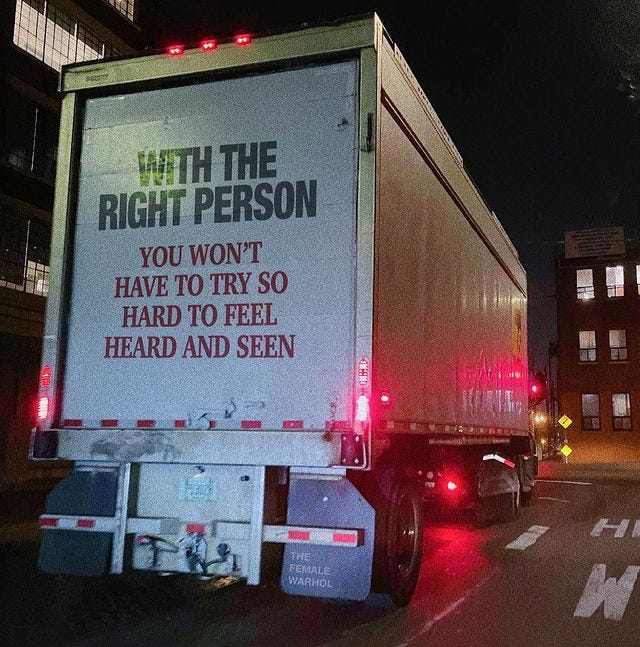 WITH THE
RIGHT PERSON
YOU WON'T
HAVE TO TRY SO
HARD TO FEEL
HEARD AND SEEN
THE
FEMALE
WARHOL
HI
W